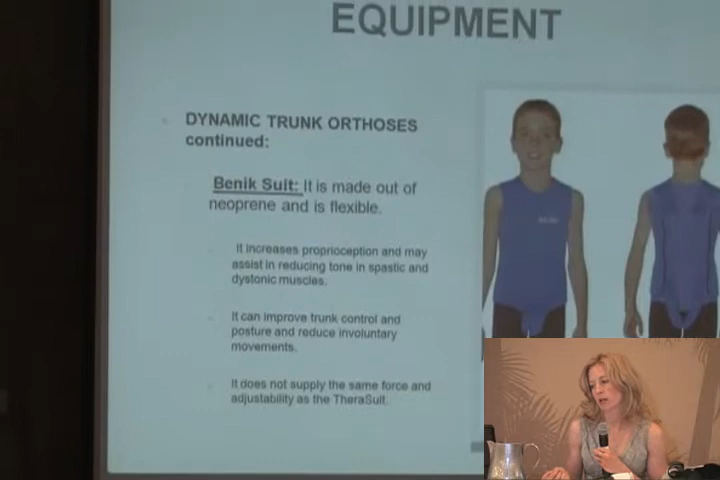 EQUIPMENT
DYNAMIC TRUNK ORTHOSES
continued:
Benik Suit: It is made out of
neoprene and is flexible.
It increases proprioception and may
assist in reducing tone in spastic and
dystonic muscles.
It can improve trunk control and
posture and reduce involuntary
movements.
It does not supply the same force and
adjustability as the TheraSuit.